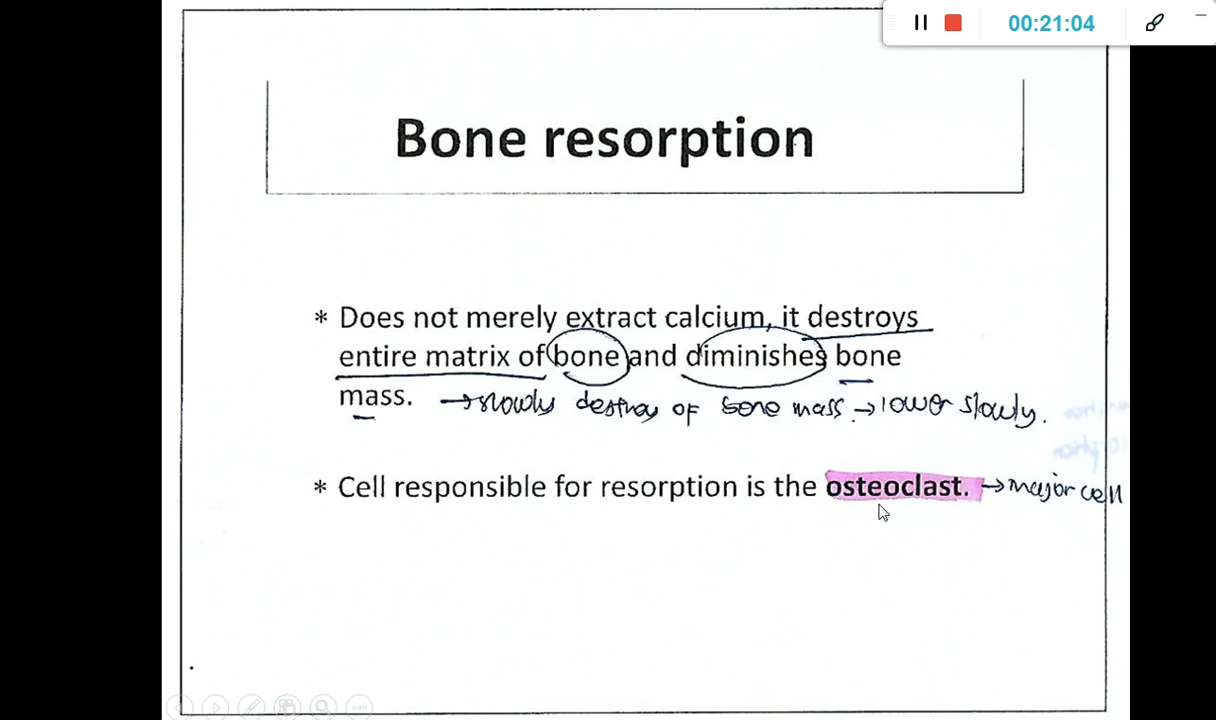 00:21:04
Bone resorption
* Does not merely extract calcium, it destroys
entire matrix of bone and diminishes bone
mass. →slowly destroy of bone mass. →lower slowly.
* Cell responsible for resorption is the osteoclast. →major cell